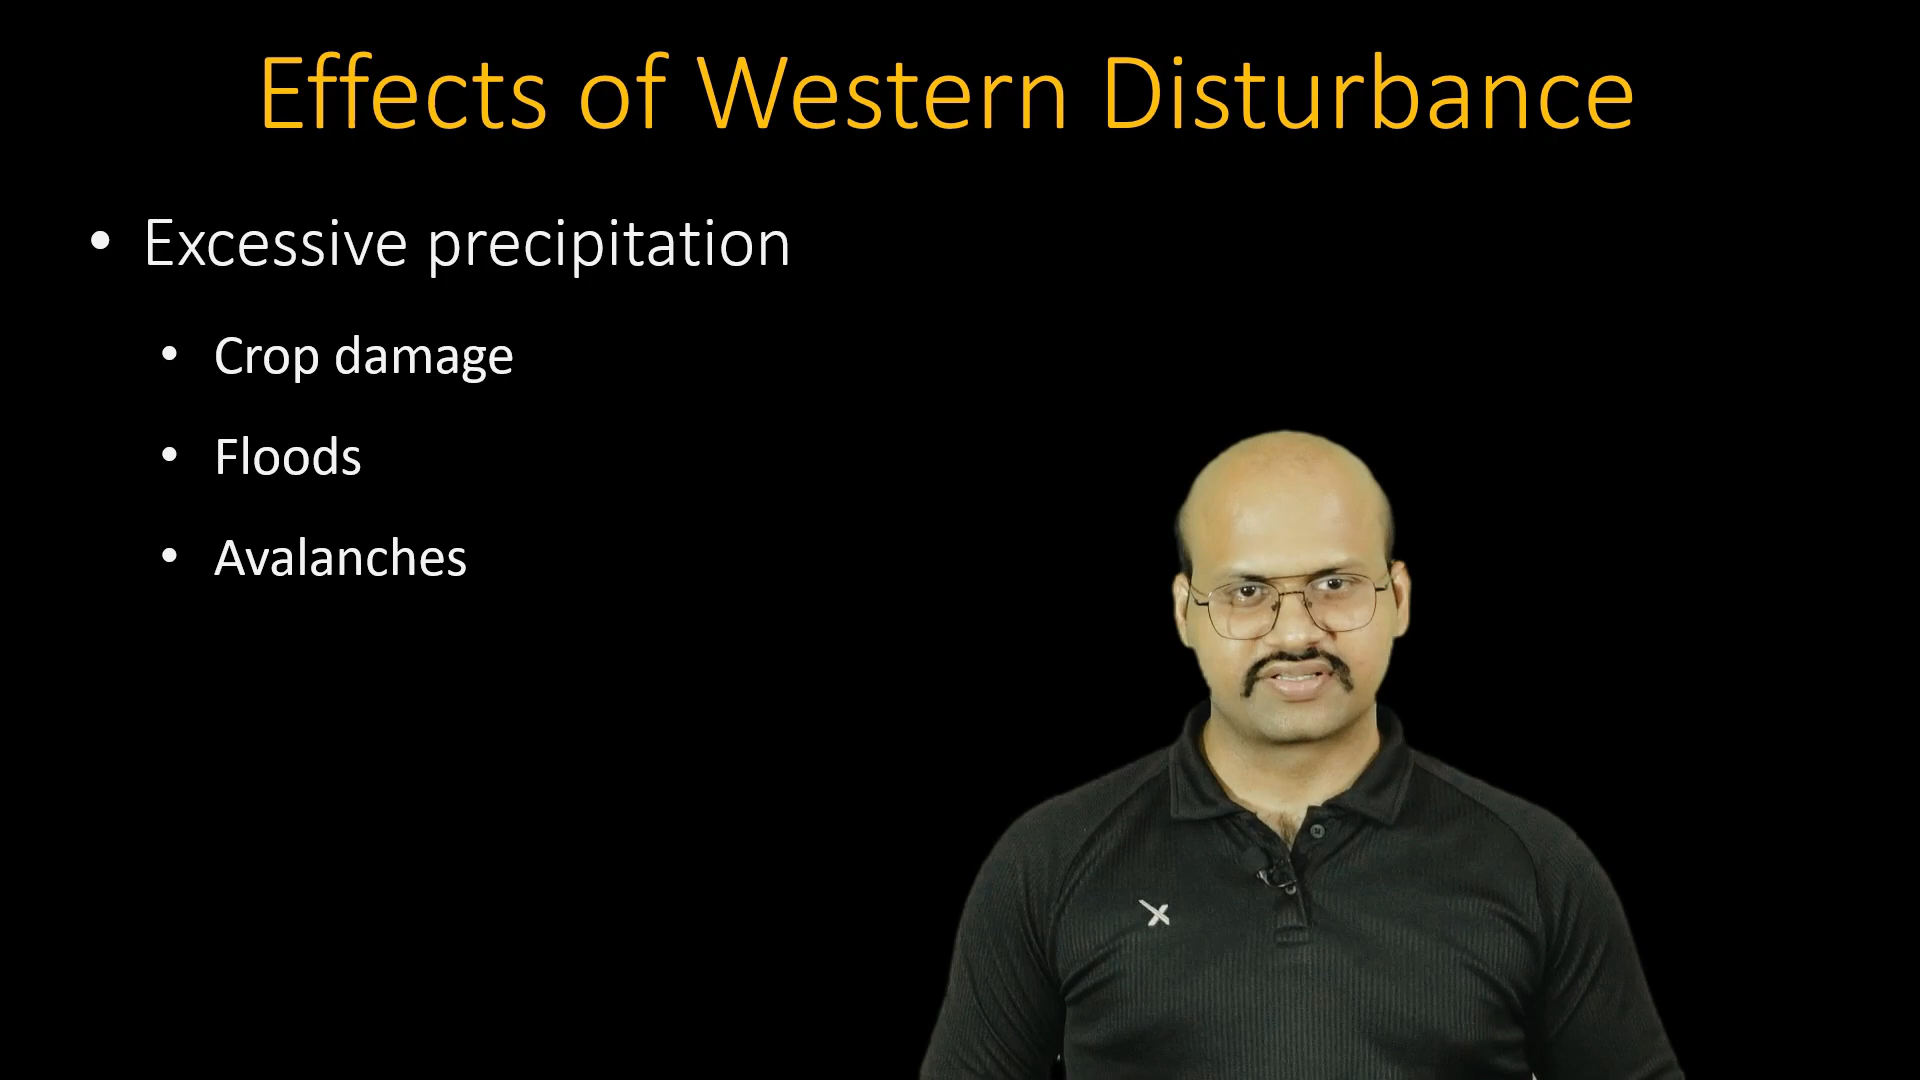 Effects of Western Disturbance
• Excessive precipitation
• Crop damage
• Floods
• Avalanches